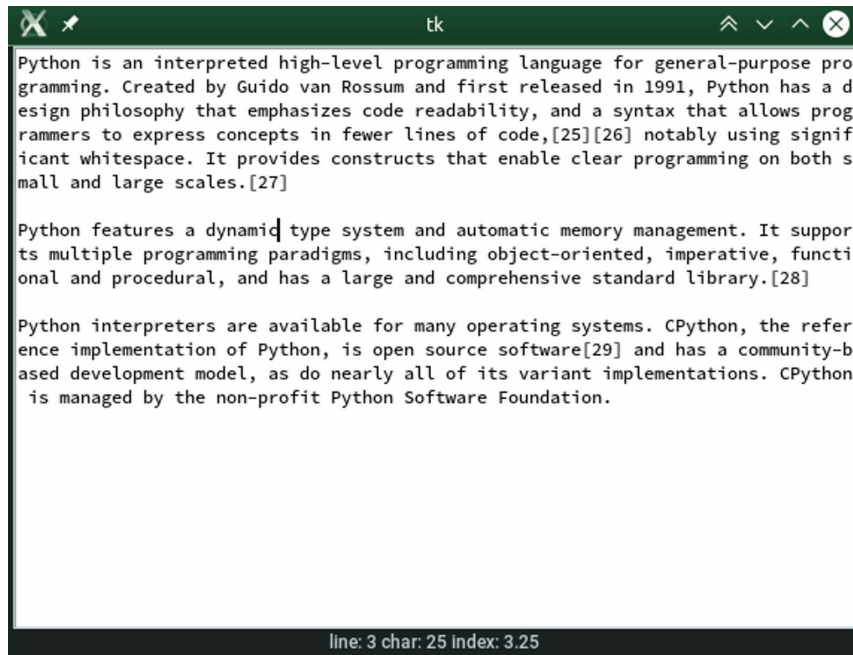 tk
Python is an interpreted high-level programming language for general-purpose pro
gramming. Created by Guido van Rossum and first released in 1991, Python has a d
esign philosophy that emphasizes code readability, and a syntax that allows prog
rammers to express concepts in fewer lines of code,[25][26] notably using signif
icant whitespace. It provides constructs that enable clear programming on both s
mall and large scales.[27]

Python features a dynamic type system and automatic memory management. It suppor
ts multiple programming paradigms, including object-oriented, imperative, functi
onal and procedural, and has a large and comprehensive standard library.[28]

Python interpreters are available for many operating systems. CPython, the refer
ence implementation of Python, is open source software[29] and has a community-b
ased development model, as do nearly all of its variant implementations. CPython
 is managed by the non-profit Python Software Foundation.
line: 3 char: 25 index: 3.25